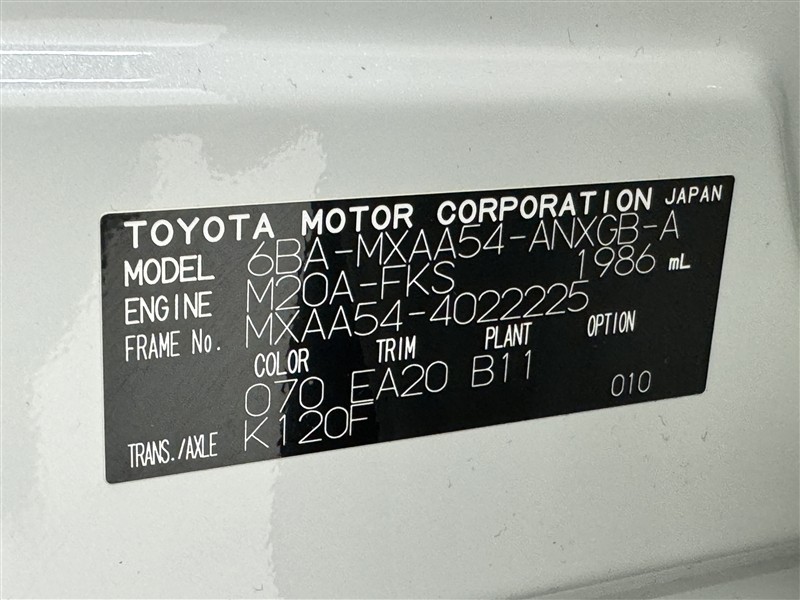 TOYOTA MOTOR CORPORATION JAPAN
MODEL 6BA-MXAA54-ANXGB-A
ENGINE M20A-FKS 1986 mL
FRAME No. MXAA54-4022225
COLOR TRIM PLANT OPTION
070 EA20 B11 010
TRANS./AXLE K120F